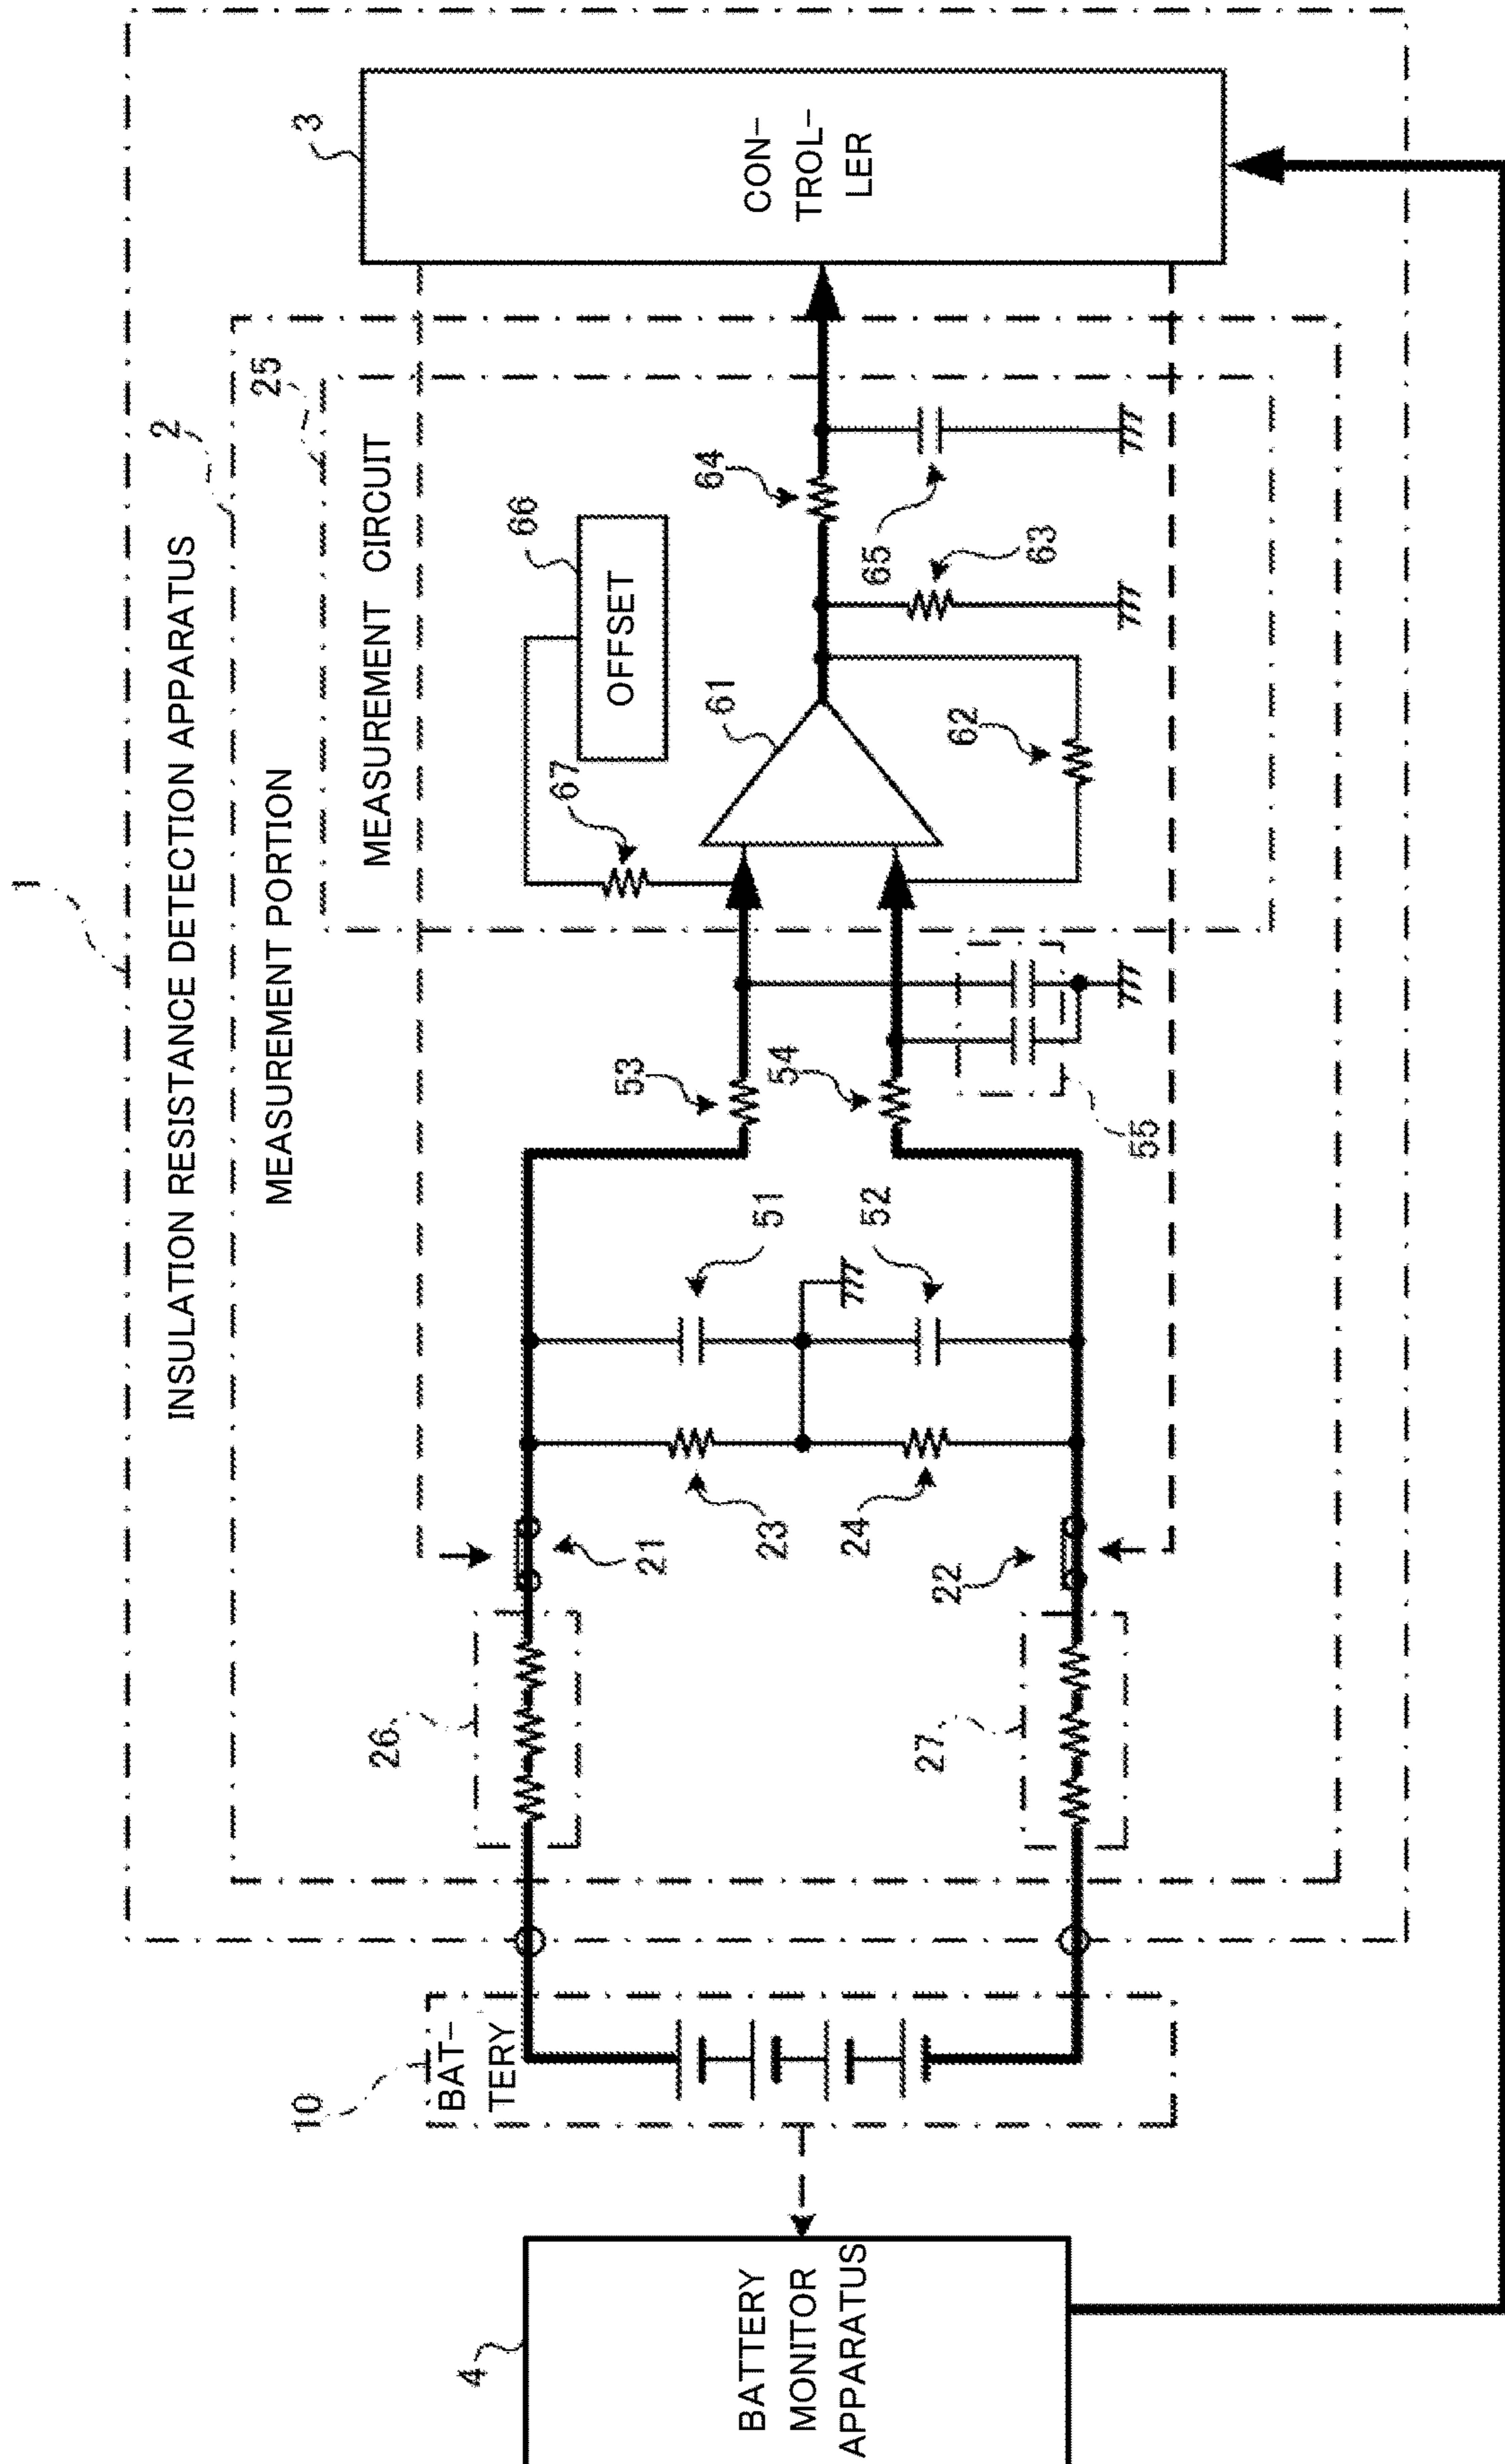 1
INSULATION RESISTANCE DETECTION APPARATUS
2
MEASUREMENT PORTION
25
MEASUREMENT CIRCUIT
10
BAT-
TERY
4
BATTERY
MONITOR
APPARATUS
26
27
21
22
23
24
51
52
53
54
55
67
66
OFFSET
61
62
64
65
63
3
CON-
TROL-
LER